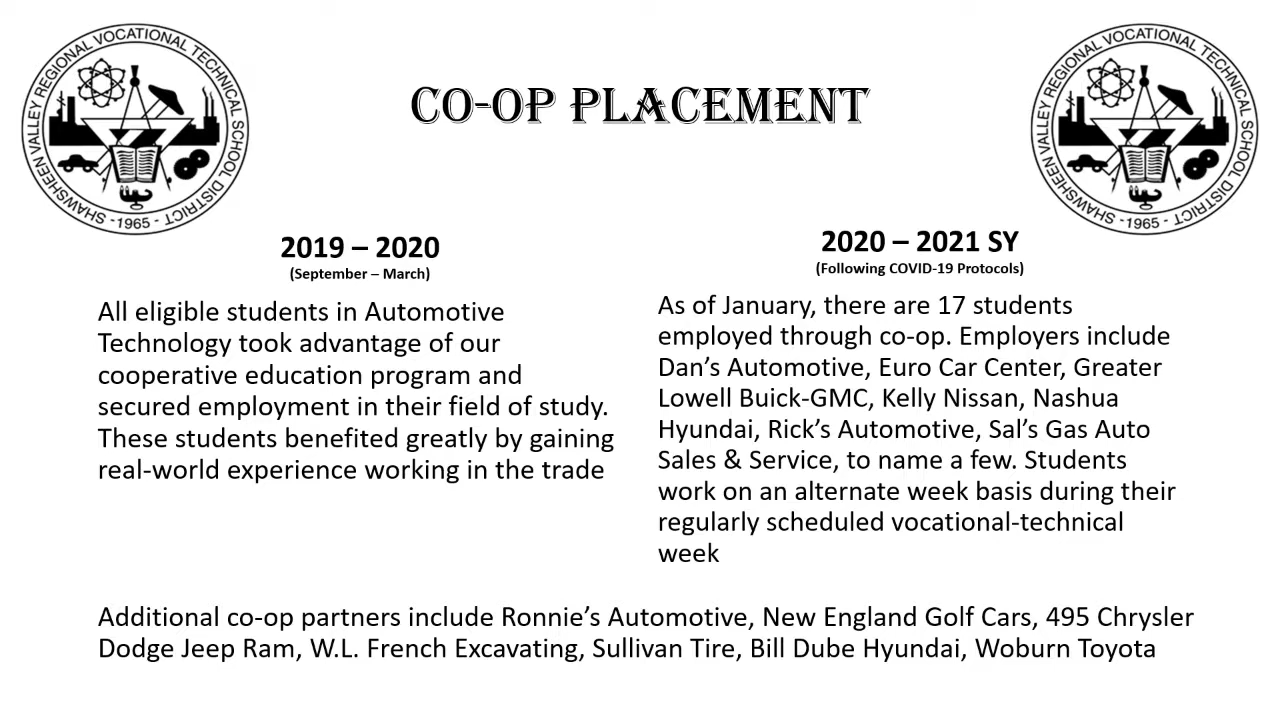 SHAWSHEEN VALLEY REGIONAL VOCATIONAL TECHNICAL SCHOOL DISTRICT
- 1965 -
CO-OP PLACEMENT
SHAWSHEEN VALLEY REGIONAL VOCATIONAL TECHNICAL SCHOOL DISTRICT
- 1965 -
2019 – 2020
(September – March)
All eligible students in Automotive
Technology took advantage of our
cooperative education program and
secured employment in their field of study.
These students benefited greatly by gaining
real-world experience working in the trade
2020 – 2021 SY
(Following COVID-19 Protocols)
As of January, there are 17 students
employed through co-op. Employers include
Dan’s Automotive, Euro Car Center, Greater
Lowell Buick-GMC, Kelly Nissan, Nashua
Hyundai, Rick’s Automotive, Sal’s Gas Auto
Sales & Service, to name a few. Students
work on an alternate week basis during their
regularly scheduled vocational-technical
week
Additional co-op partners include Ronnie’s Automotive, New England Golf Cars, 495 Chrysler
Dodge Jeep Ram, W.L. French Excavating, Sullivan Tire, Bill Dube Hyundai, Woburn Toyota